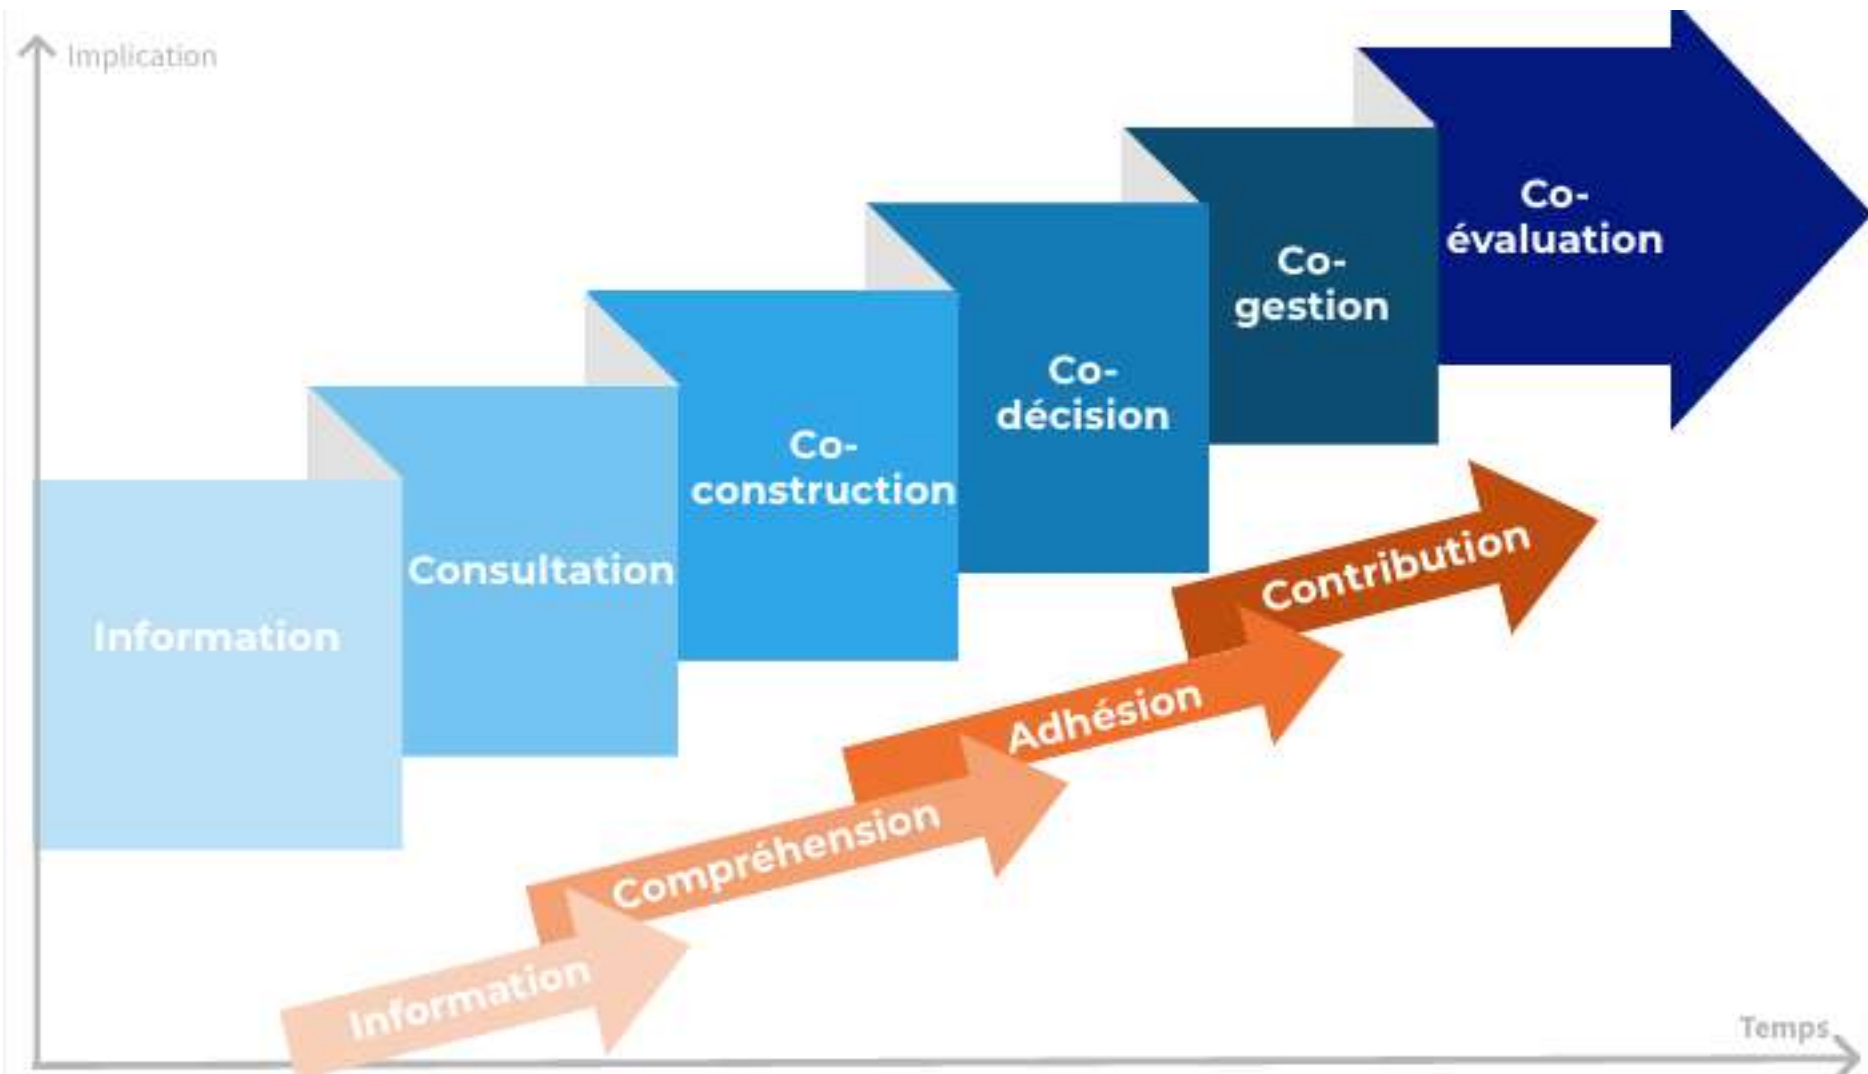 Implication
Information
Consultation
Co-
construction
Co-
décision
Co-
gestion
Co-
évaluation
Information
Compréhension
Adhésion
Contribution
Temps